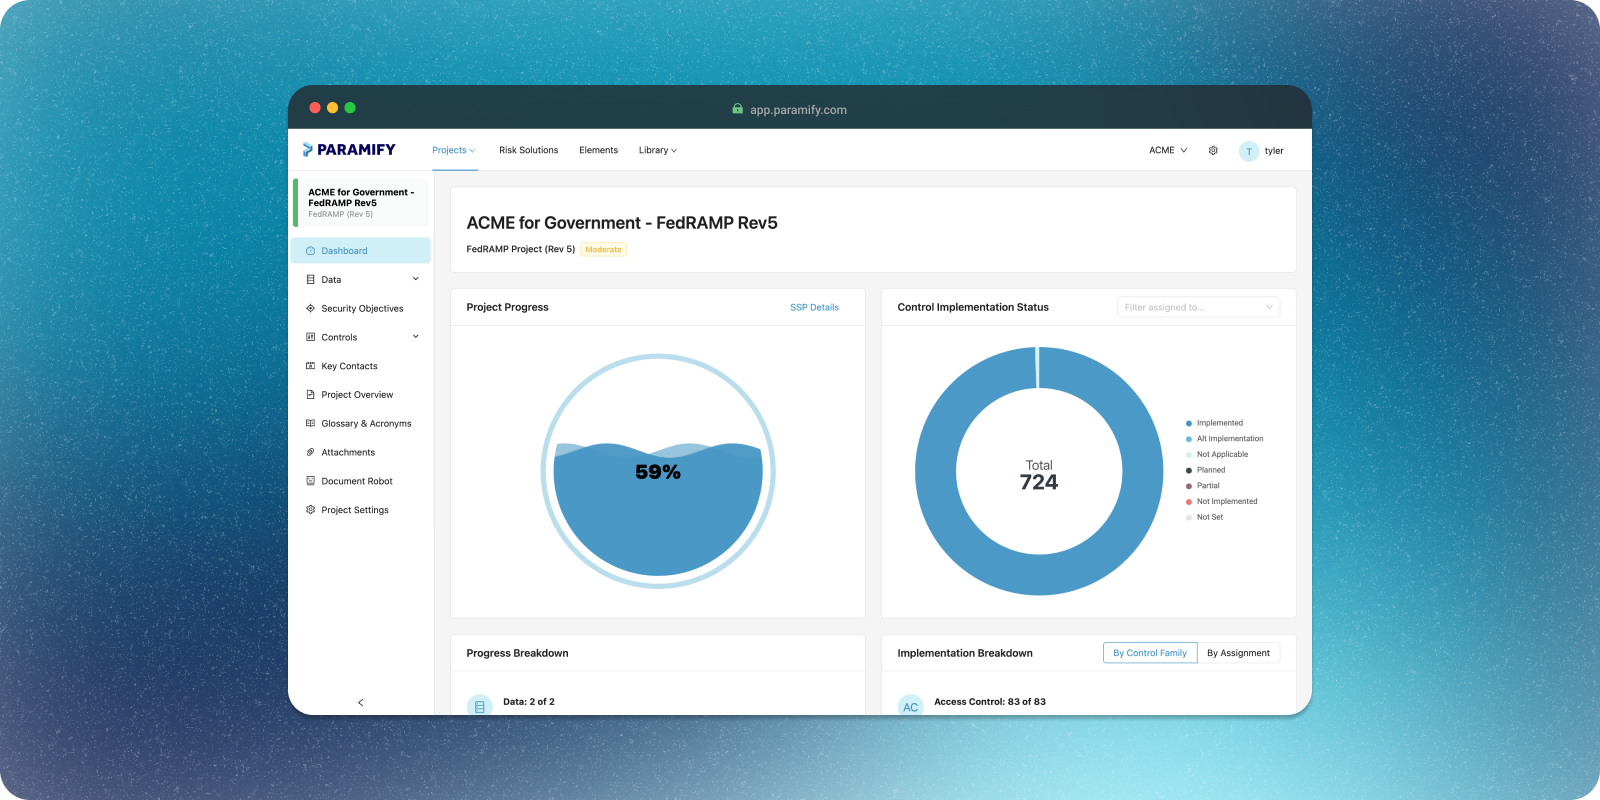 app.paramify.com
PARAMIFY
Projects
Risk Solutions
Elements
Library
ACME
T
tyler
ACME for Government -
FedRAMP Rev5
FedRAMP (Rev 5)
Dashboard
Data
Security Objectives
Controls
Key Contacts
Project Overview
Glossary & Acronyms
Attachments
Document Robot
Project Settings
ACME for Government - FedRAMP Rev5
FedRAMP Project (Rev 5) Moderate
Project Progress
SSP Details
59%
Control Implementation Status
Filter assigned to...
Total
724
Implemented
Alt Implementation
Not Applicable
Planned
Partial
Not Implemented
Not Set
Progress Breakdown
Data: 2 of 2
Implementation Breakdown
By Control Family
By Assignment
AC
Access Control: 83 of 83